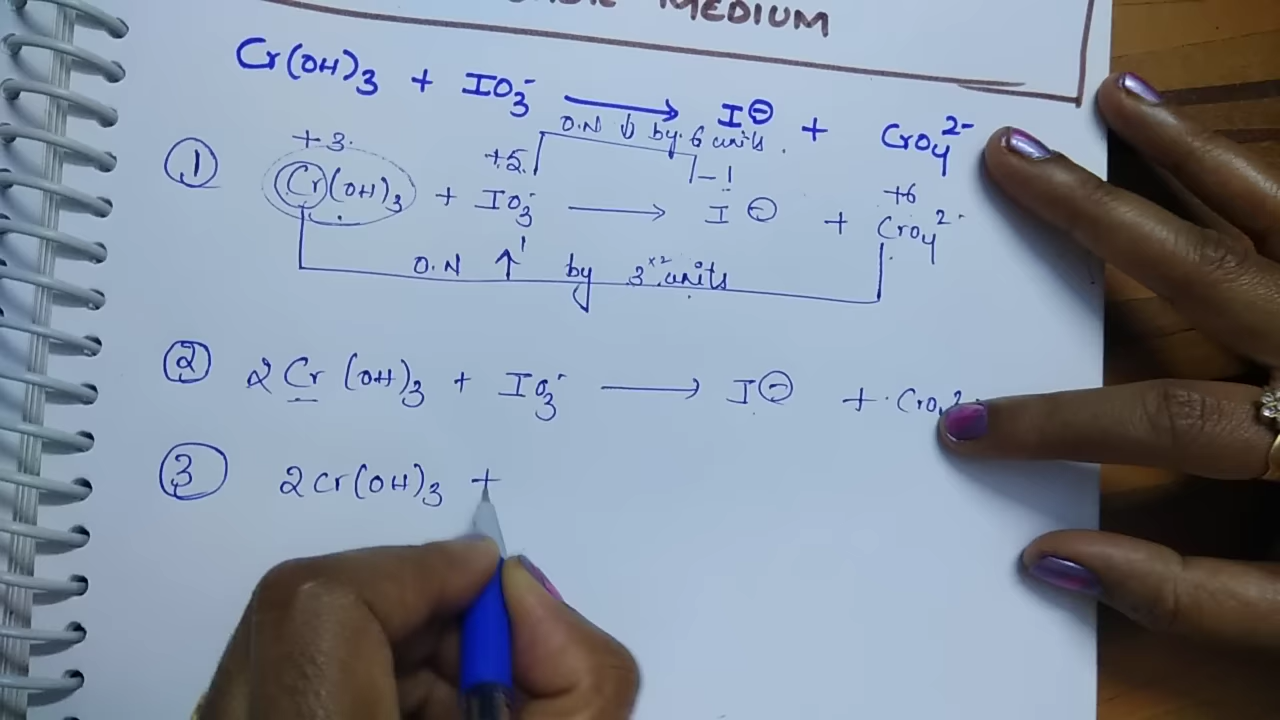 MEDIUM
Cr(OH)3 + IO3⁻ ⟶ I⊖ + CrO4²⁻
O.N ↓ by 6 units.
+3. +5. -1 +6
① Cr(OH)3 + IO3⁻ ⟶ I⊖ + CrO4²⁻
O.N ↑ by 3×2 units
② 2Cr(OH)3 + IO3⁻ ⟶ I⊖ + CrO4²⁻
③ 2Cr(OH)3 +